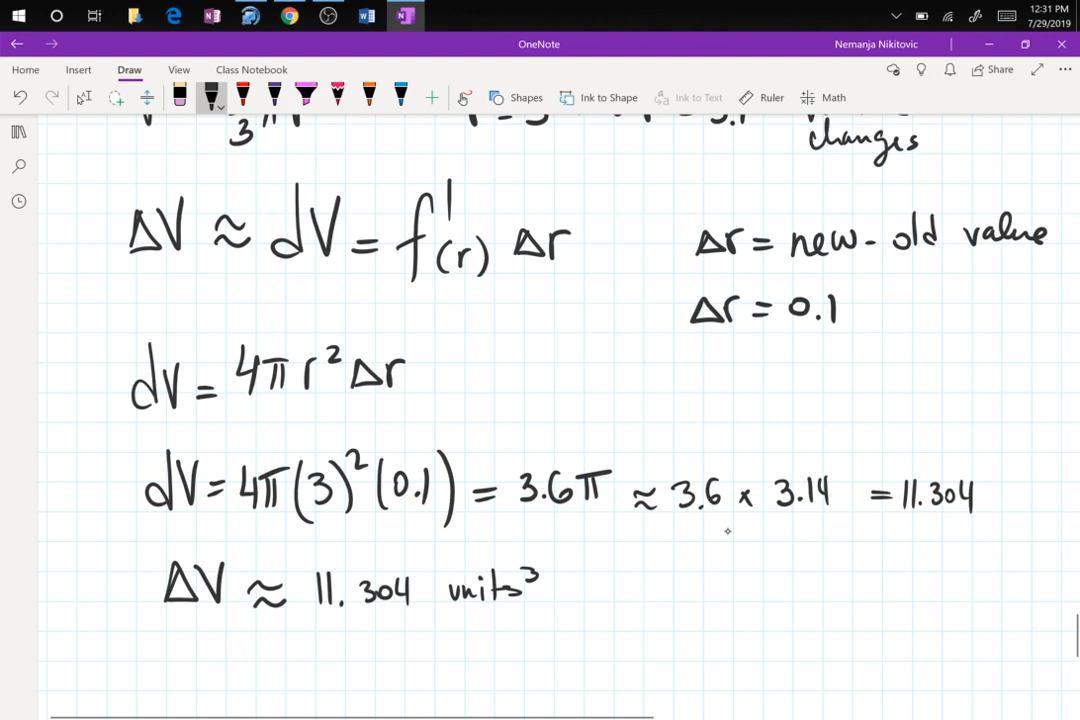 12:31 PM
7/29/2019
OneNote
Nemanja Nikitovic
Home Insert Draw View Class Notebook Share
Shapes Ink to Shape Ink to Text Ruler Math
3
changes
ΔV ≈ dV = f'(r) Δr
Δr = new - old value
Δr = 0.1
dV = 4πr² Δr
dV = 4π(3)²(0.1) = 3.6π ≈ 3.6 × 3.14 = 11.304
ΔV ≈ 11.304 units³